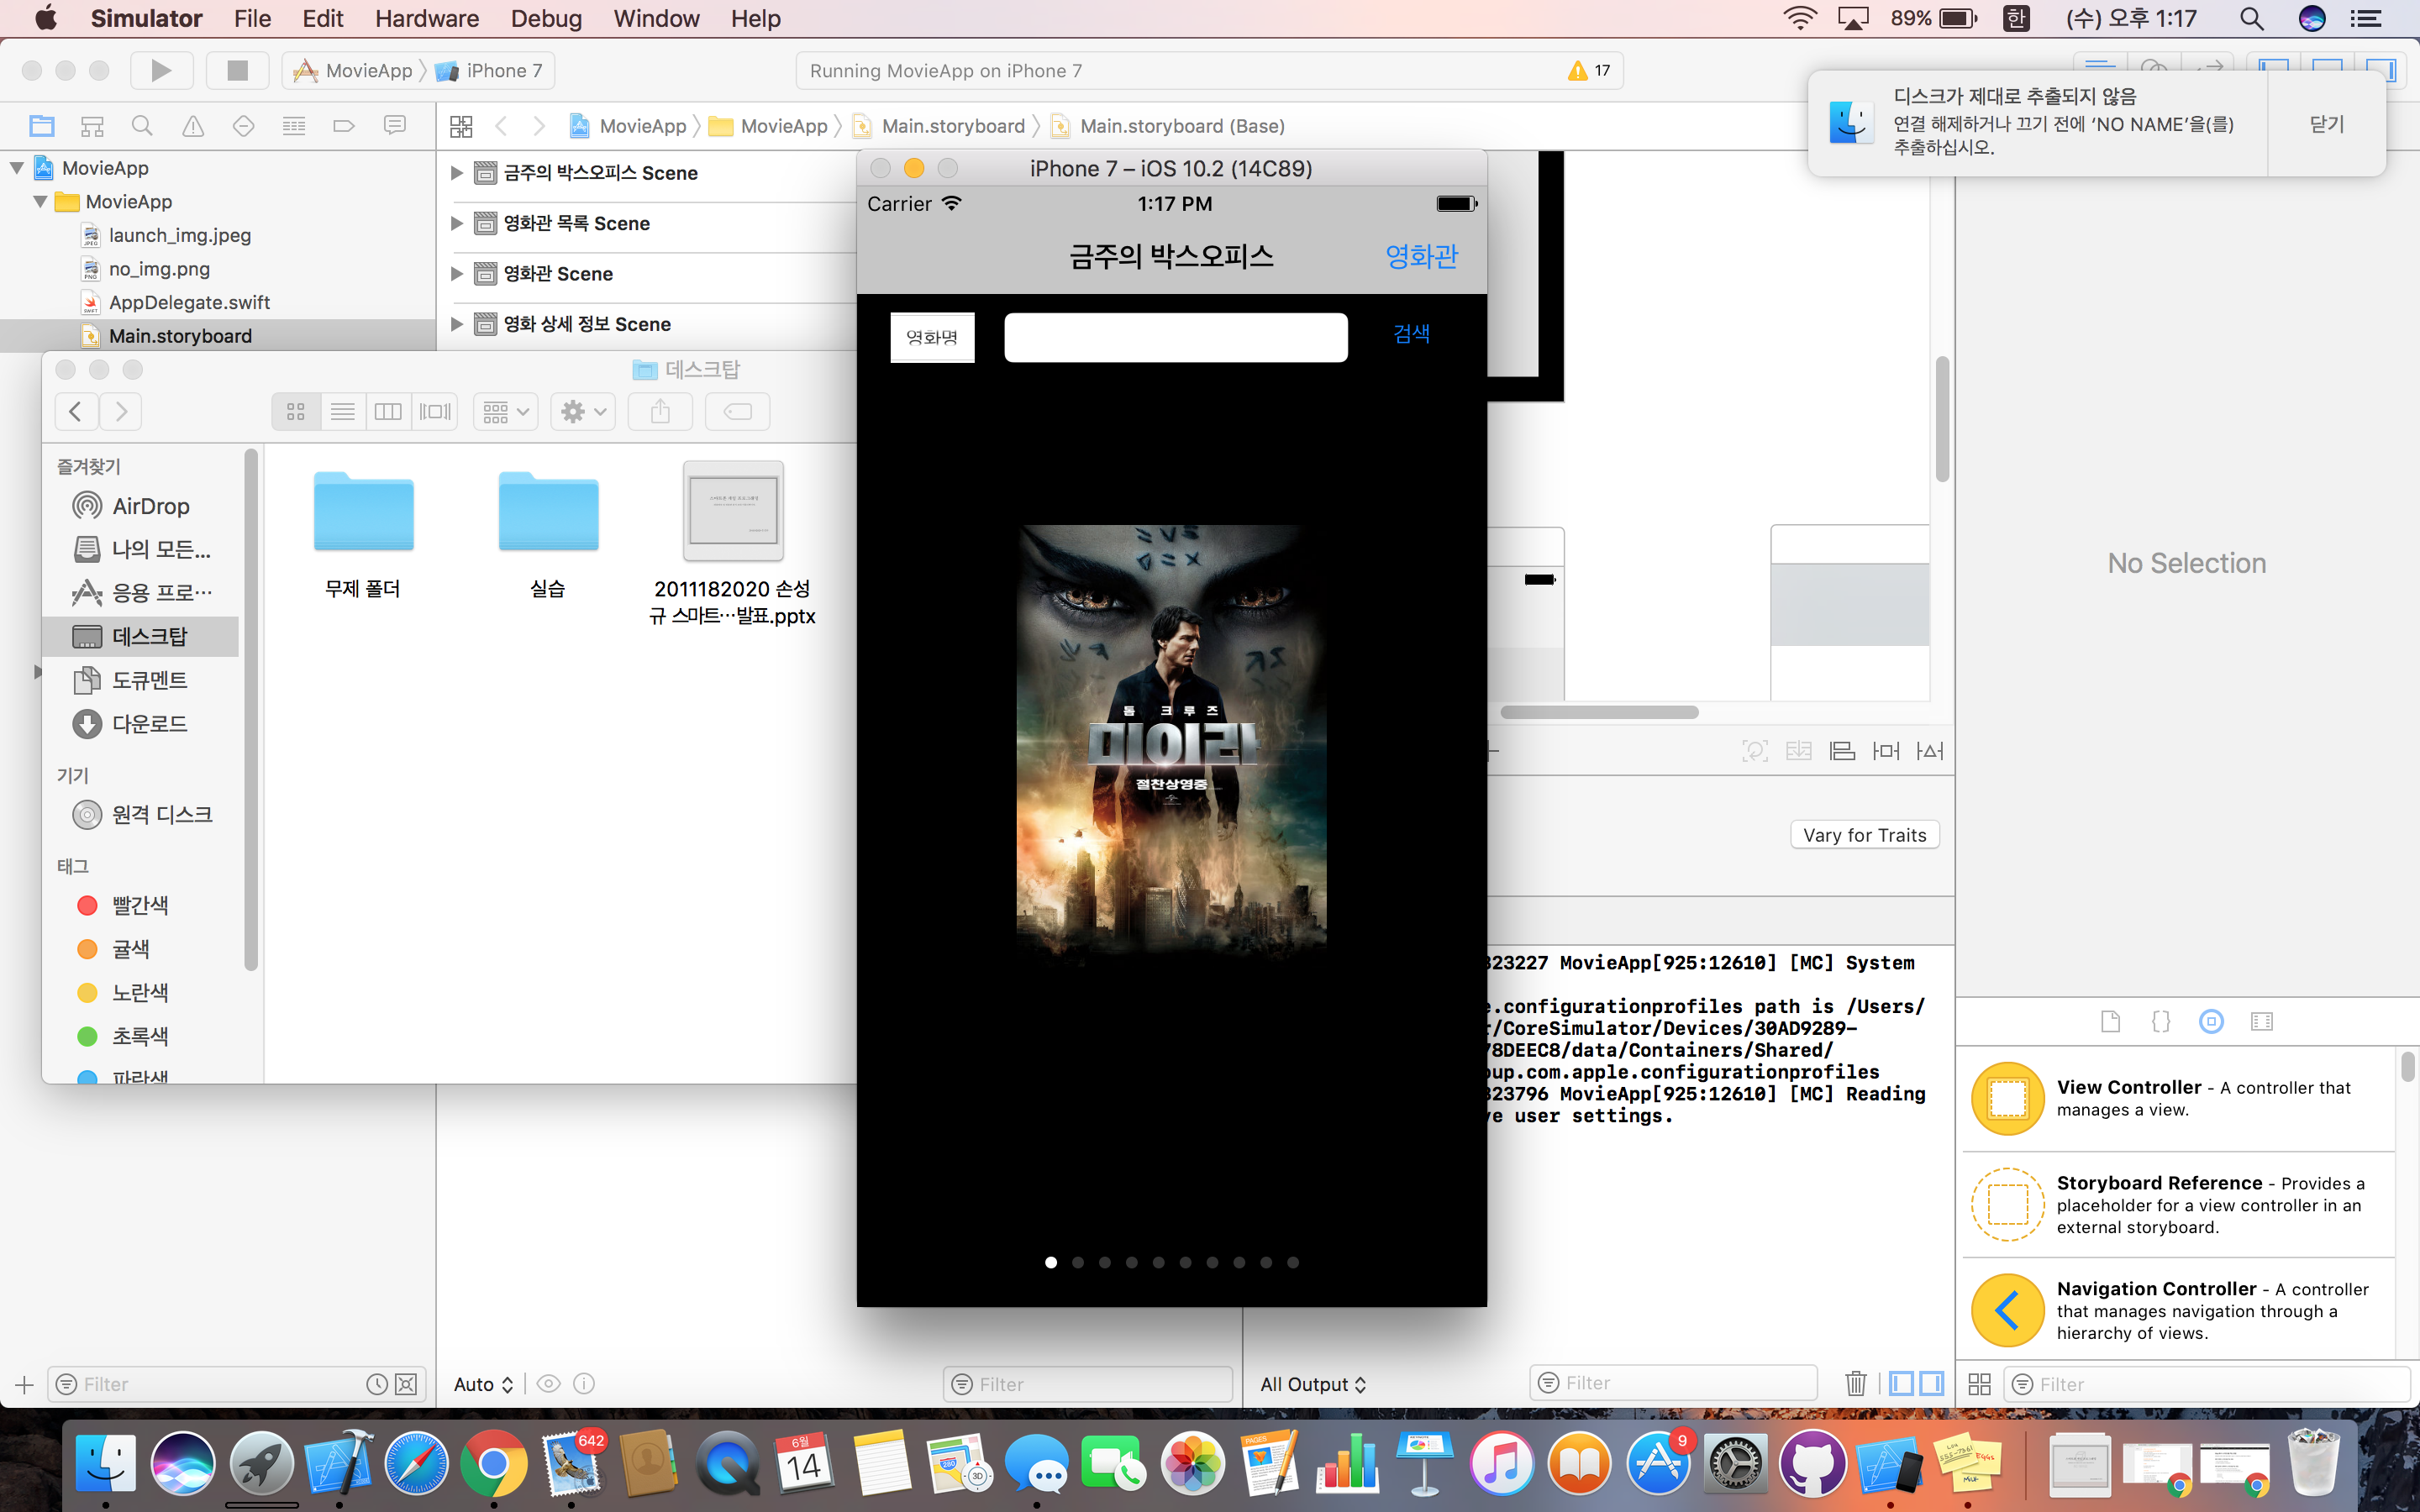 Simulator File Edit Hardware Debug Window Help 89% 한 (수) 오후 1:17
MovieApp iPhone 7
Running MovieApp on iPhone 7 17
디스크가 제대로 추출되지 않음
연결 해제하거나 끄기 전에 ‘NO NAME’을(를)
추출하십시오.
닫기
MovieApp MovieApp Main.storyboard Main.storyboard (Base)
MovieApp
MovieApp
launch_img.jpeg
no_img.png
AppDelegate.swift
Main.storyboard
금주의 박스오피스 Scene
영화관 목록 Scene
영화관 Scene
영화 상세 정보 Scene
데스크탑
즐겨찾기
AirDrop
나의 모든...
응용 프로…
데스크탑
도큐멘트
다운로드
기기
원격 디스크
태그
빨간색
귤색
노란색
초록색
파란색
무제 폴더
실습
2011182020 손성
규 스마트…발표.pptx
iPhone 7 – iOS 10.2 (14C89)
Carrier 1:17 PM
금주의 박스오피스 영화관
영화명 검색
톰 크루즈
미이라
절찬상영중
No Selection
Vary for Traits
323227 MovieApp[925:12610] [MC] System
e.configurationprofiles path is /Users/
r/CoreSimulator/Devices/30AD9289-
78DEEC8/data/Containers/Shared/
oup.com.apple.configurationprofiles
323796 MovieApp[925:12610] [MC] Reading
ve user settings.
View Controller - A controller that
manages a view.
Storyboard Reference - Provides a
placeholder for a view controller in an
external storyboard.
Navigation Controller - A controller
that manages navigation through a
hierarchy of views.
Filter
Auto
Filter
All Output
Filter
Filter
642
6월
14
280
3D
PAGES
9